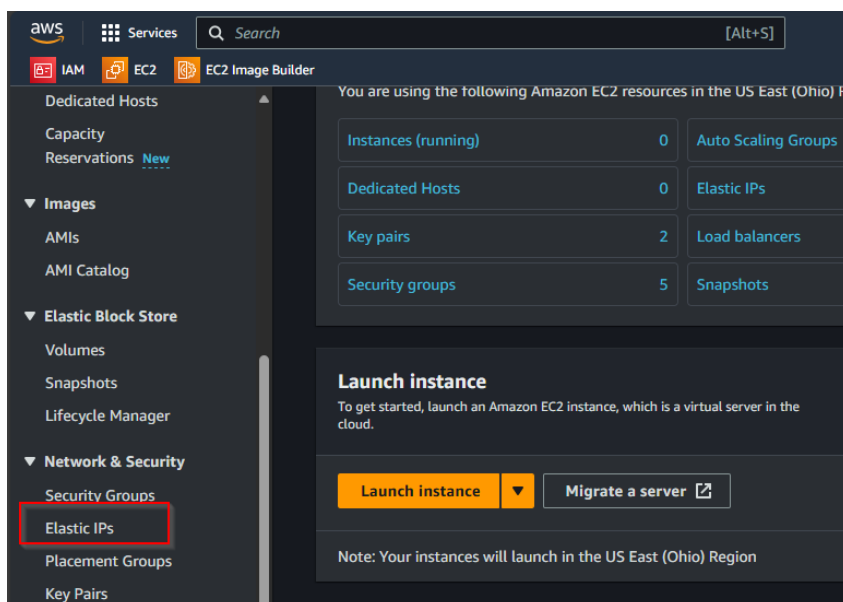 aws
Services
Search
[Alt+S]
IAM
EC2
EC2 Image Builder
Dedicated Hosts
Capacity
Reservations New
Images
AMIs
AMI Catalog
Elastic Block Store
Volumes
Snapshots
Lifecycle Manager
Network & Security
Security Groups
Elastic IPs
Placement Groups
Key Pairs
You are using the following Amazon EC2 resources in the US East (Ohio)
Instances (running) 0
Auto Scaling Groups
Dedicated Hosts 0
Elastic IPs
Key pairs 2
Load balancers
Security groups 5
Snapshots
Launch instance
To get started, launch an Amazon EC2 instance, which is a virtual server in the
cloud.
Launch instance
Migrate a server
Note: Your instances will launch in the US East (Ohio) Region